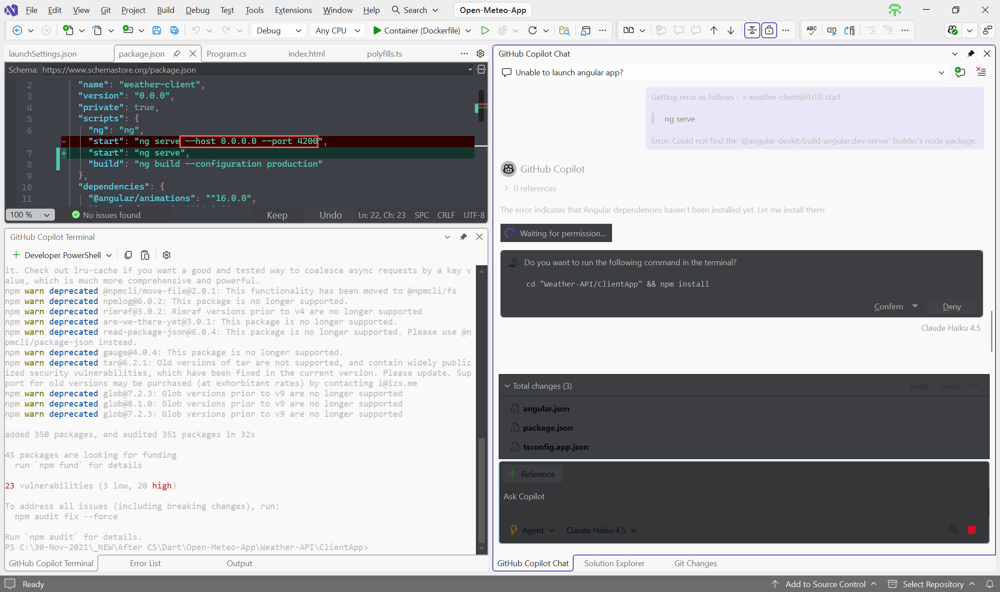 File Edit View Git Project Build Debug Test Tools Extensions Window Help Search Open-Meteo-App
Debug Any CPU Container (Dockerfile) ABC
launchSettings.json package.json Program.cs index.html polyfills.ts
Schema: https://www.schemastore.org/package.json
2 "name": "weather-client",
3 "version": "0.0.0",
4 "private": true,
5 "scripts": {
6 "ng": "ng",
- "start": "ng serve --host 0.0.0.0 --port 4200",
7 + "start": "ng serve",
8 "build": "ng build --configuration production"
9 },
10 "dependencies": {
11 "@angular/animations": "^16.0.0",
100 % No issues found Keep Undo Ln: 22, Ch: 23 SPC CRLF UTF-8
GitHub Copilot Terminal
Developer PowerShell
it. Check out lru-cache if you want a good and tested way to coalesce async requests by a key v
alue, which is much more comprehensive and powerful.
npm warn deprecated @npmcli/move-file@2.0.1: This functionality has been moved to @npmcli/fs
npm warn deprecated npmlog@6.0.2: This package is no longer supported.
npm warn deprecated rimraf@3.0.2: Rimraf versions prior to v4 are no longer supported
npm warn deprecated are-we-there-yet@3.0.1: This package is no longer supported.
npm warn deprecated read-package-json@6.0.4: This package is no longer supported. Please use @n
pmcli/package-json instead.
npm warn deprecated gauge@4.0.4: This package is no longer supported.
npm warn deprecated tar@6.2.1: Old versions of tar are not supported, and contain widely public
ized security vulnerabilities, which have been fixed in the current version. Please update. Sup
port for old versions may be purchased (at exhorbitant rates) by contacting i@izs.me
npm warn deprecated glob@7.2.3: Glob versions prior to v9 are no longer supported
npm warn deprecated glob@8.1.0: Glob versions prior to v9 are no longer supported
npm warn deprecated glob@7.2.3: Glob versions prior to v9 are no longer supported
added 350 packages, and audited 351 packages in 32s
45 packages are looking for funding
run `npm fund` for details
23 vulnerabilities (3 low, 20 high)
To address all issues (including breaking changes), run:
npm audit fix --force
Run `npm audit` for details.
PS C:\30-Nov-2021\_NEW\After CS\Dart\Open-Meteo-App\Weather-API\ClientApp>
GitHub Copilot Terminal Error List Output
GitHub Copilot Chat
Unable to launch angular app?
Getting error as follows - > weather-client@0.0.0 start
ng serve
Error: Could not find the '@angular-devkit/build-angular:dev-server' builder's node package.
GitHub Copilot
0 references
The error indicates that Angular dependencies haven't been installed yet. Let me install them:
Waiting for permission...
Do you want to run the following command in the terminal?
cd "Weather-API/ClientApp" && npm install
Confirm Deny
Claude Haiku 4.5
Total changes (3) Keep Undo
angular.json
package.json
tsconfig.app.json
+ Reference
Ask Copilot
Agent Claude Haiku 4.5
GitHub Copilot Chat Solution Explorer Git Changes
Ready Add to Source Control Select Repository